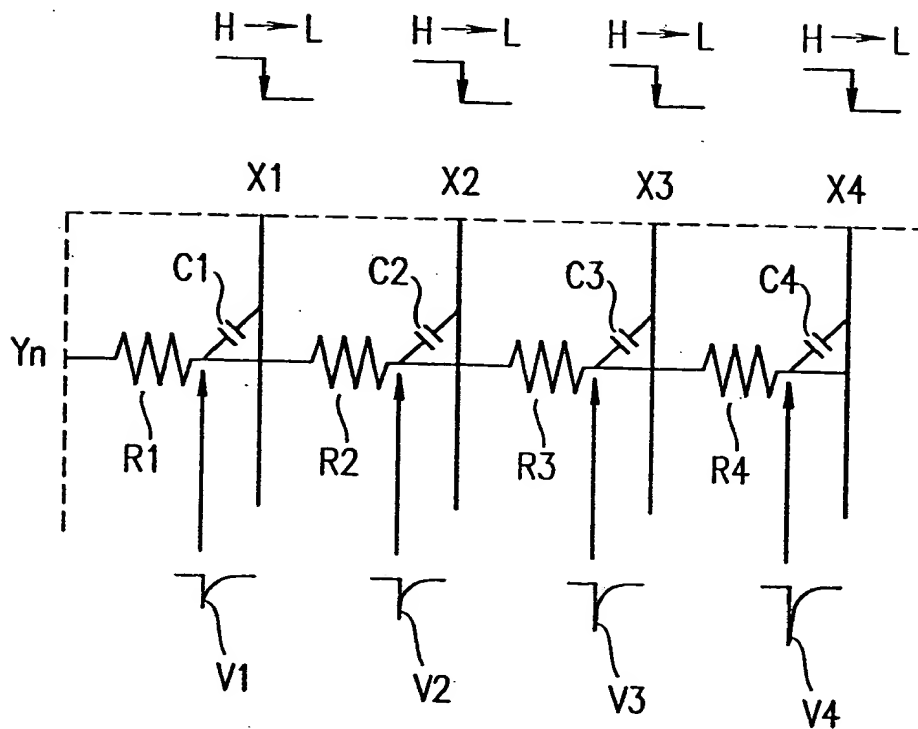 H → L H → L H → L H → L
X1 X2 X3 X4
C1 C2 C3 C4
Yn
R1 R2 R3 R4
V1 V2 V3 V4